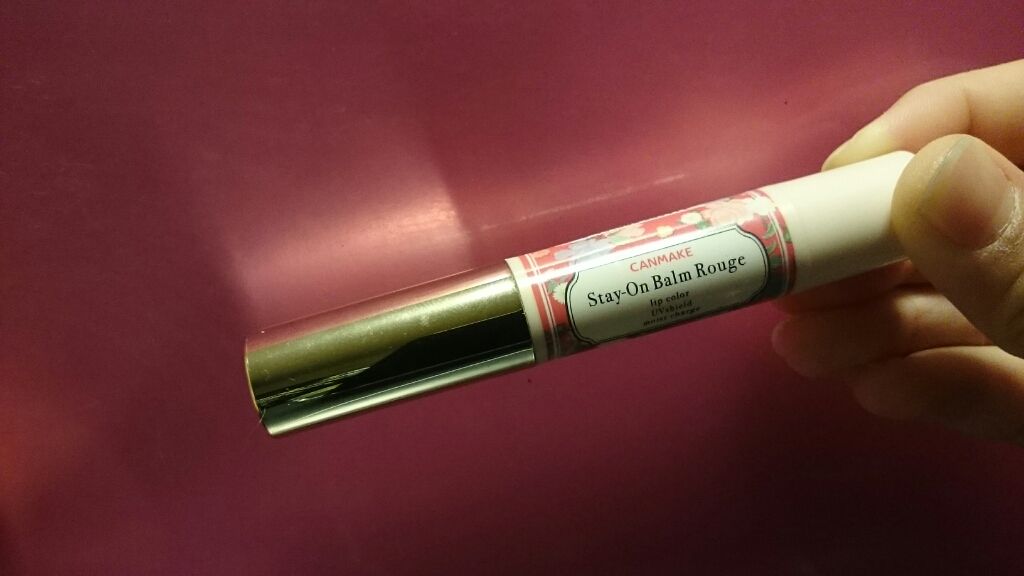 CANMAKE
Stay-On Balm Rouge
lip color
UVshield
moist charge